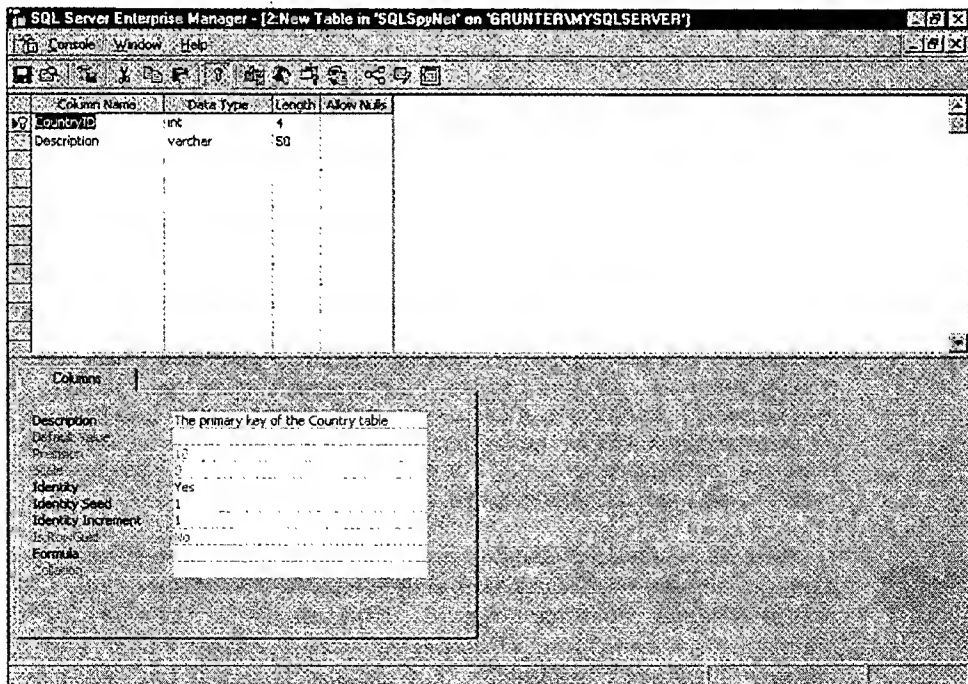 SQL Server Enterprise Manager - [2:New Table in 'SQLSpyNet' on 'GRUNTER\MYSQLSERVER']
Console Window Help
Column Name Data Type Length Allow Nulls
CountryID int 4
Description varchar 50
Columns
Description The primary key of the Country table
Default Value
Precision 10
Scale 0
Identity Yes
Identity Seed 1
Identity Increment 1
Is RowGuid No
Formula
Collation